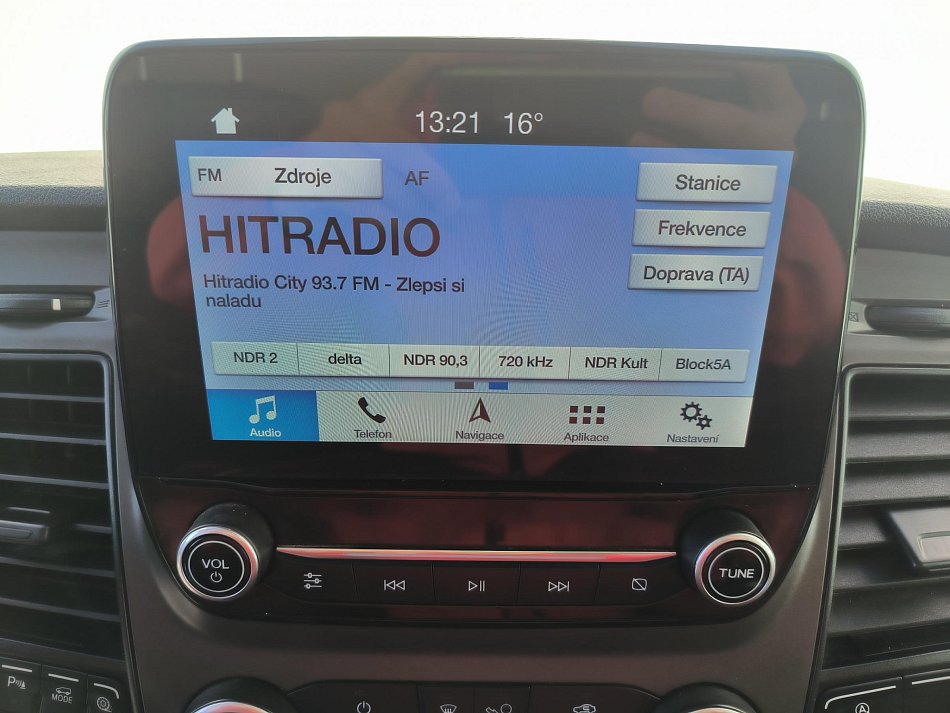 13:21 16°
FM Zdroje AF
Stanice
HITRADIO
Frekvence
Hitradio City 93.7 FM - Zlepsi si
naladu
Doprava (TA)
NDR 2 delta NDR 90,3 720 kHz NDR Kult Block5A
Audio Telefon Navigace Aplikace Nastavení
VOL
TUNE
P
MODE
A